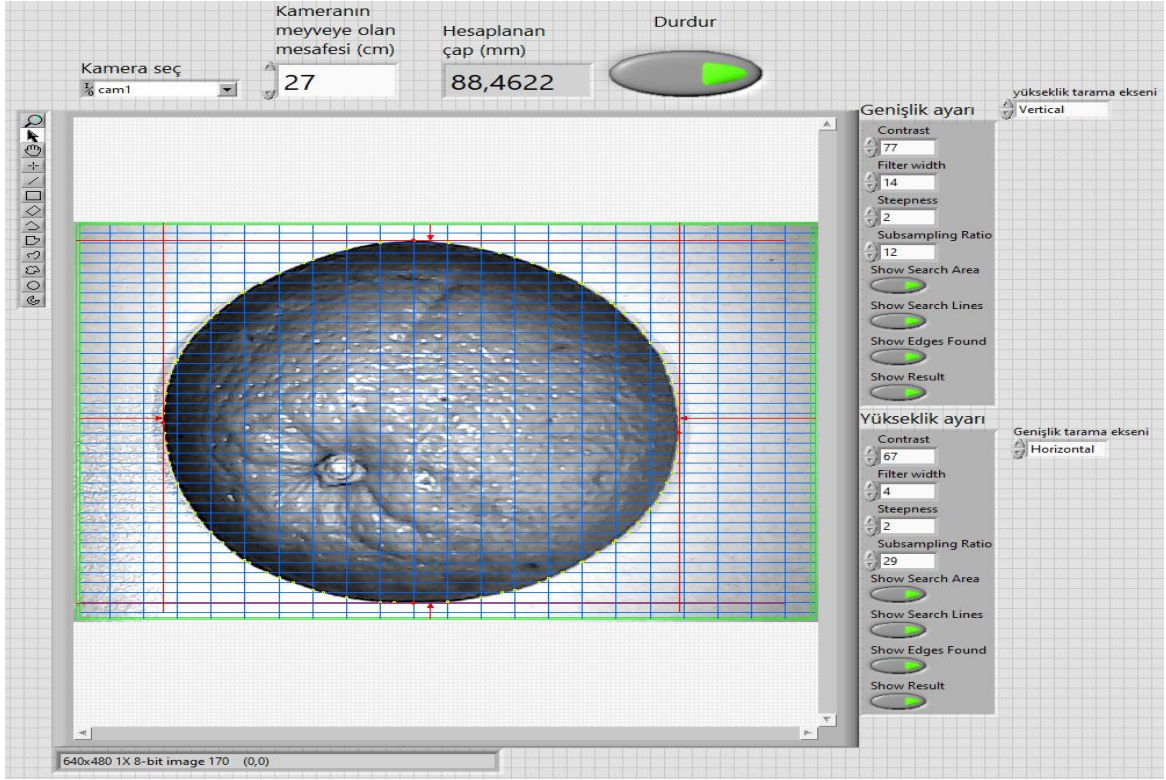 Kameranın
meyveye olan
mesafesi (cm)
27
Hesaplanan
çap (mm)
88,4622
Durdur
Kamera seç
cam1
yükseklik tarama ekseni
Vertical
Genişlik ayarı
Contrast
77
Filter width
14
Steepness
2
Subsampling Ratio
12
Show Search Area
Show Search Lines
Show Edges Found
Show Result
Yükseklik ayarı
Contrast
67
Filter width
4
Steepness
2
Subsampling Ratio
29
Show Search Area
Show Search Lines
Show Edges Found
Show Result
Genişlik tarama ekseni
Horizontal
640x480 1X 8-bit image 170 (0,0)